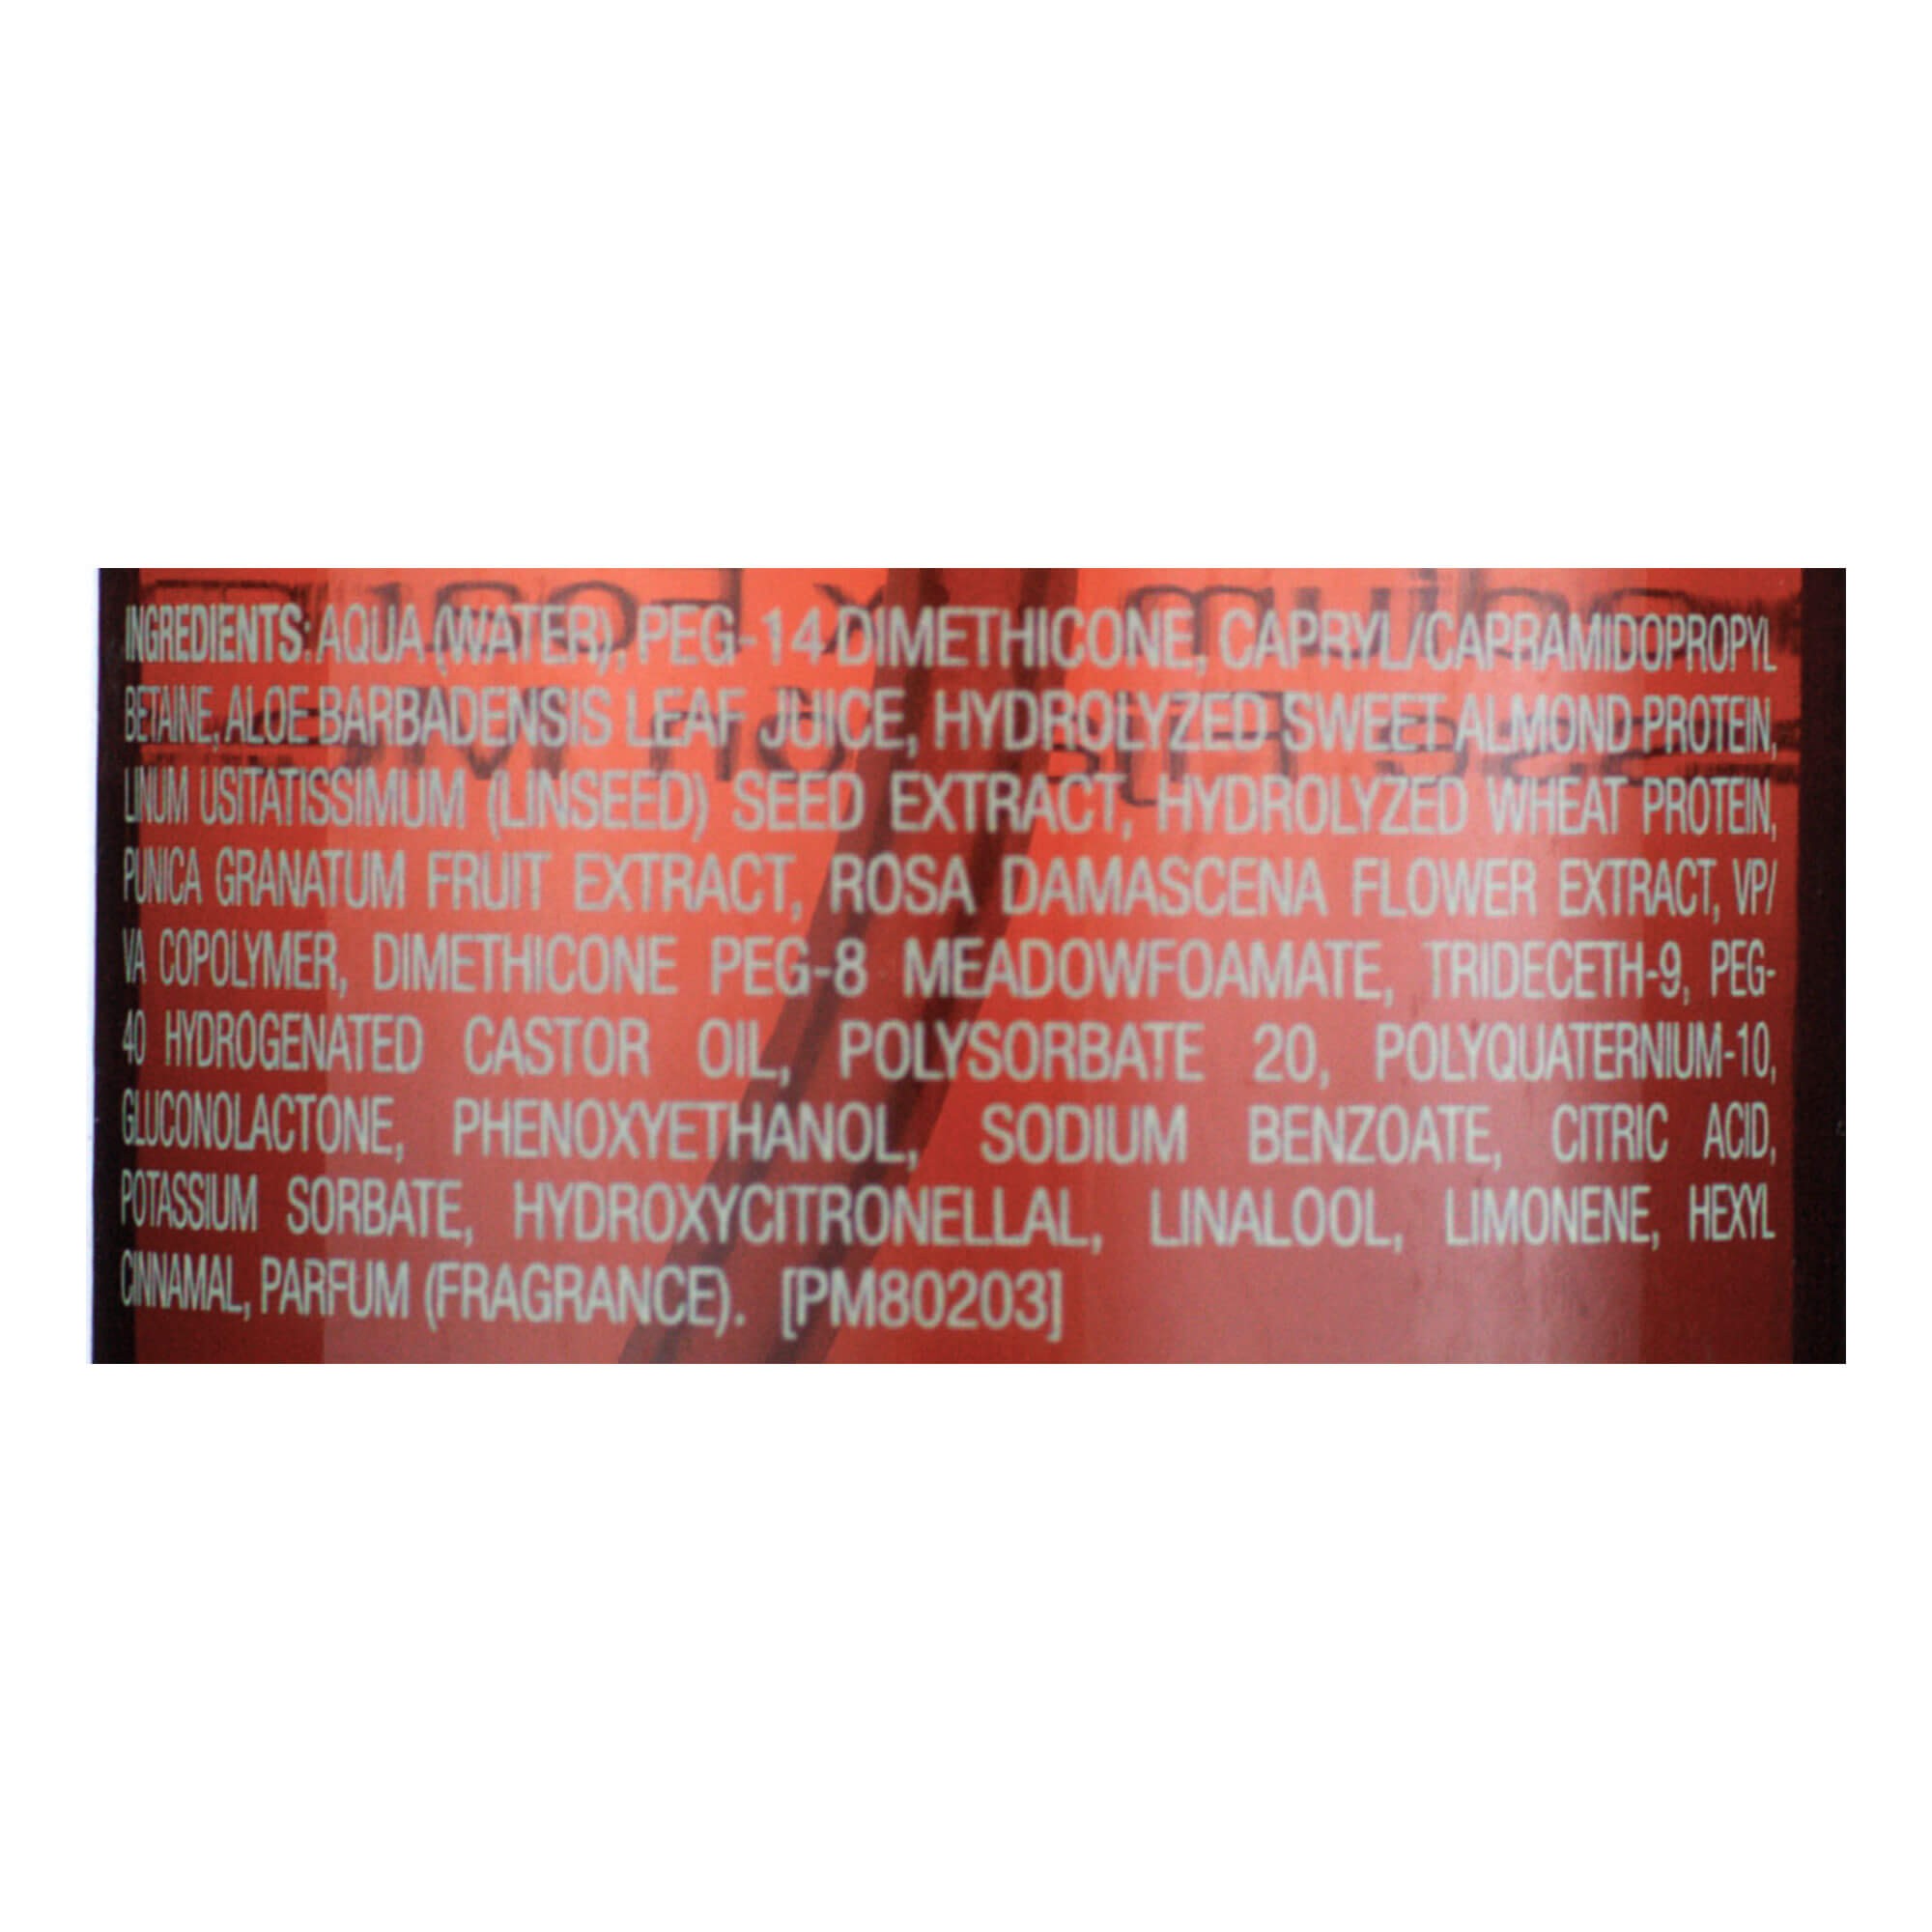 INGREDIENTS: AQUA (WATER), PEG-14 DIMETHICONE, CAPRYL/CAPRAMIDOPROPYL
BETAINE, ALOE BARBADENSIS LEAF JUICE, HYDROLYZED SWEET ALMOND PROTEIN,
LINUM USITATISSIMUM (LINSEED) SEED EXTRACT, HYDROLYZED WHEAT PROTEIN,
PUNICA GRANATUM FRUIT EXTRACT, ROSA DAMASCENA FLOWER EXTRACT, VP/
VA COPOLYMER, DIMETHICONE PEG-8 MEADOWFOAMATE, TRIDECETH-9, PEG-
40 HYDROGENATED CASTOR OIL, POLYSORBATE 20, POLYQUATERNIUM-10,
GLUCONOLACTONE, PHENOXYETHANOL, SODIUM BENZOATE, CITRIC ACID,
POTASSIUM SORBATE, HYDROXYCITRONELLAL, LINALOOL, LIMONENE, HEXYL
CINNAMAL, PARFUM (FRAGRANCE). [PM80203]